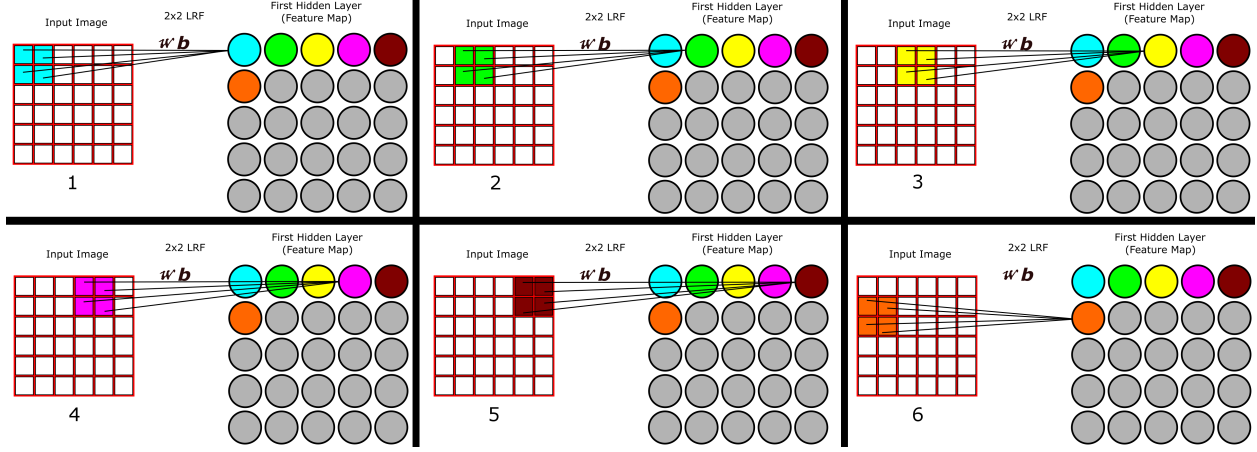 Input Image
2x2 LRF
First Hidden Layer
(Feature Map)
w b
1
Input Image
2x2 LRF
First Hidden Layer
(Feature Map)
w b
2
Input Image
2x2 LRF
First Hidden Layer
(Feature Map)
w b
3
Input Image
2x2 LRF
First Hidden Layer
(Feature Map)
w b
4
Input Image
2x2 LRF
First Hidden Layer
(Feature Map)
w b
5
Input Image
2x2 LRF
First Hidden Layer
(Feature Map)
w b
6